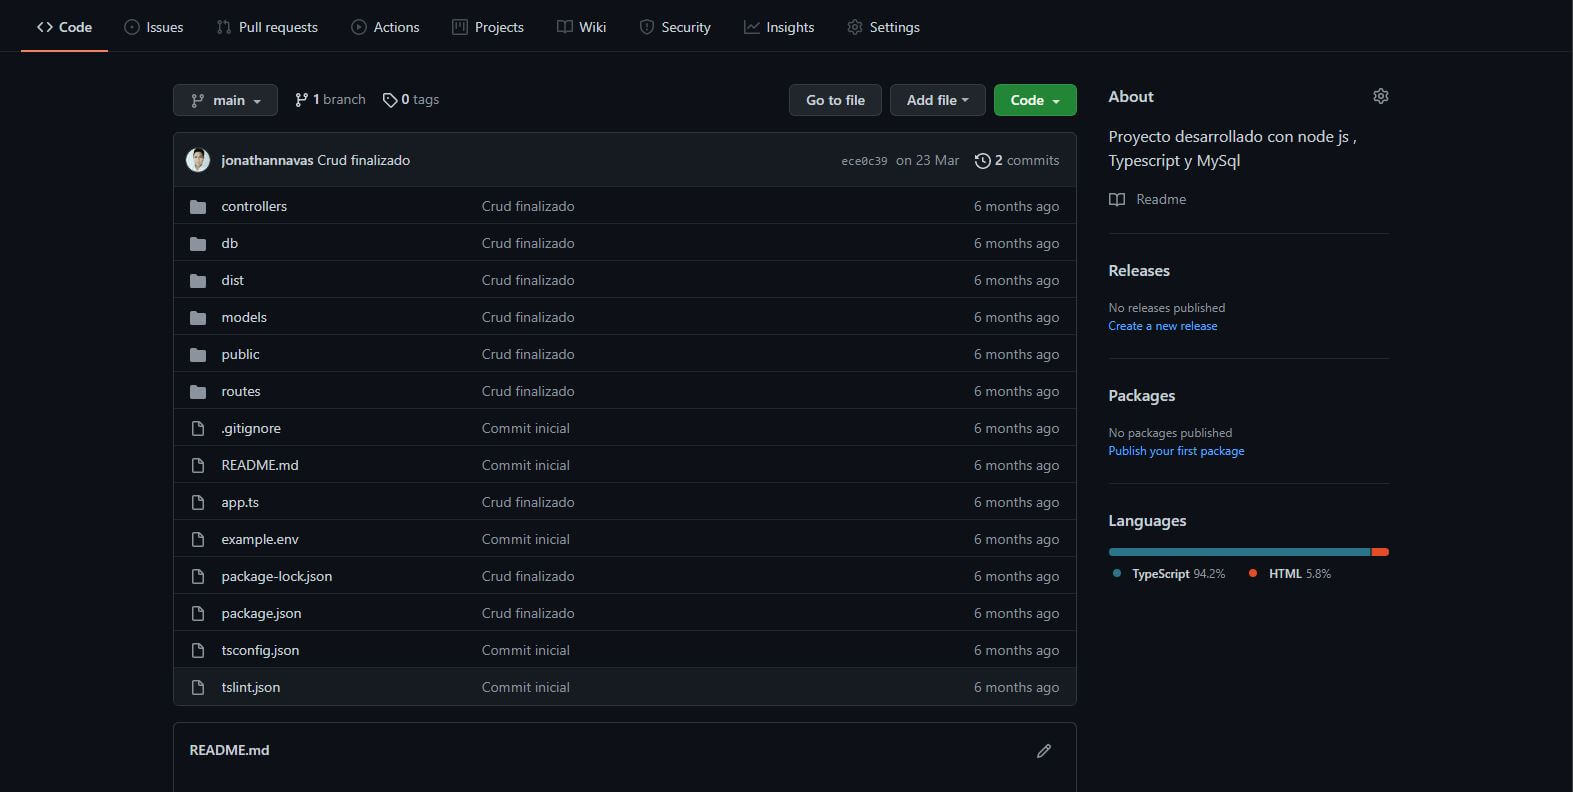 Code Issues Pull requests Actions Projects Wiki Security Insights Settings
main 1 branch 0 tags Go to file Add file Code
jonathannavas Crud finalizado ece0c39 on 23 Mar 2 commits
controllers Crud finalizado 6 months ago
db Crud finalizado 6 months ago
dist Crud finalizado 6 months ago
models Crud finalizado 6 months ago
public Crud finalizado 6 months ago
routes Crud finalizado 6 months ago
.gitignore Commit inicial 6 months ago
README.md Commit inicial 6 months ago
app.ts Crud finalizado 6 months ago
example.env Commit inicial 6 months ago
package-lock.json Crud finalizado 6 months ago
package.json Crud finalizado 6 months ago
tsconfig.json Commit inicial 6 months ago
tslint.json Commit inicial 6 months ago
README.md
About
Proyecto desarrollado con node js ,
Typescript y MySql
Readme
Releases
No releases published
Create a new release
Packages
No packages published
Publish your first package
Languages
TypeScript 94.2% HTML 5.8%